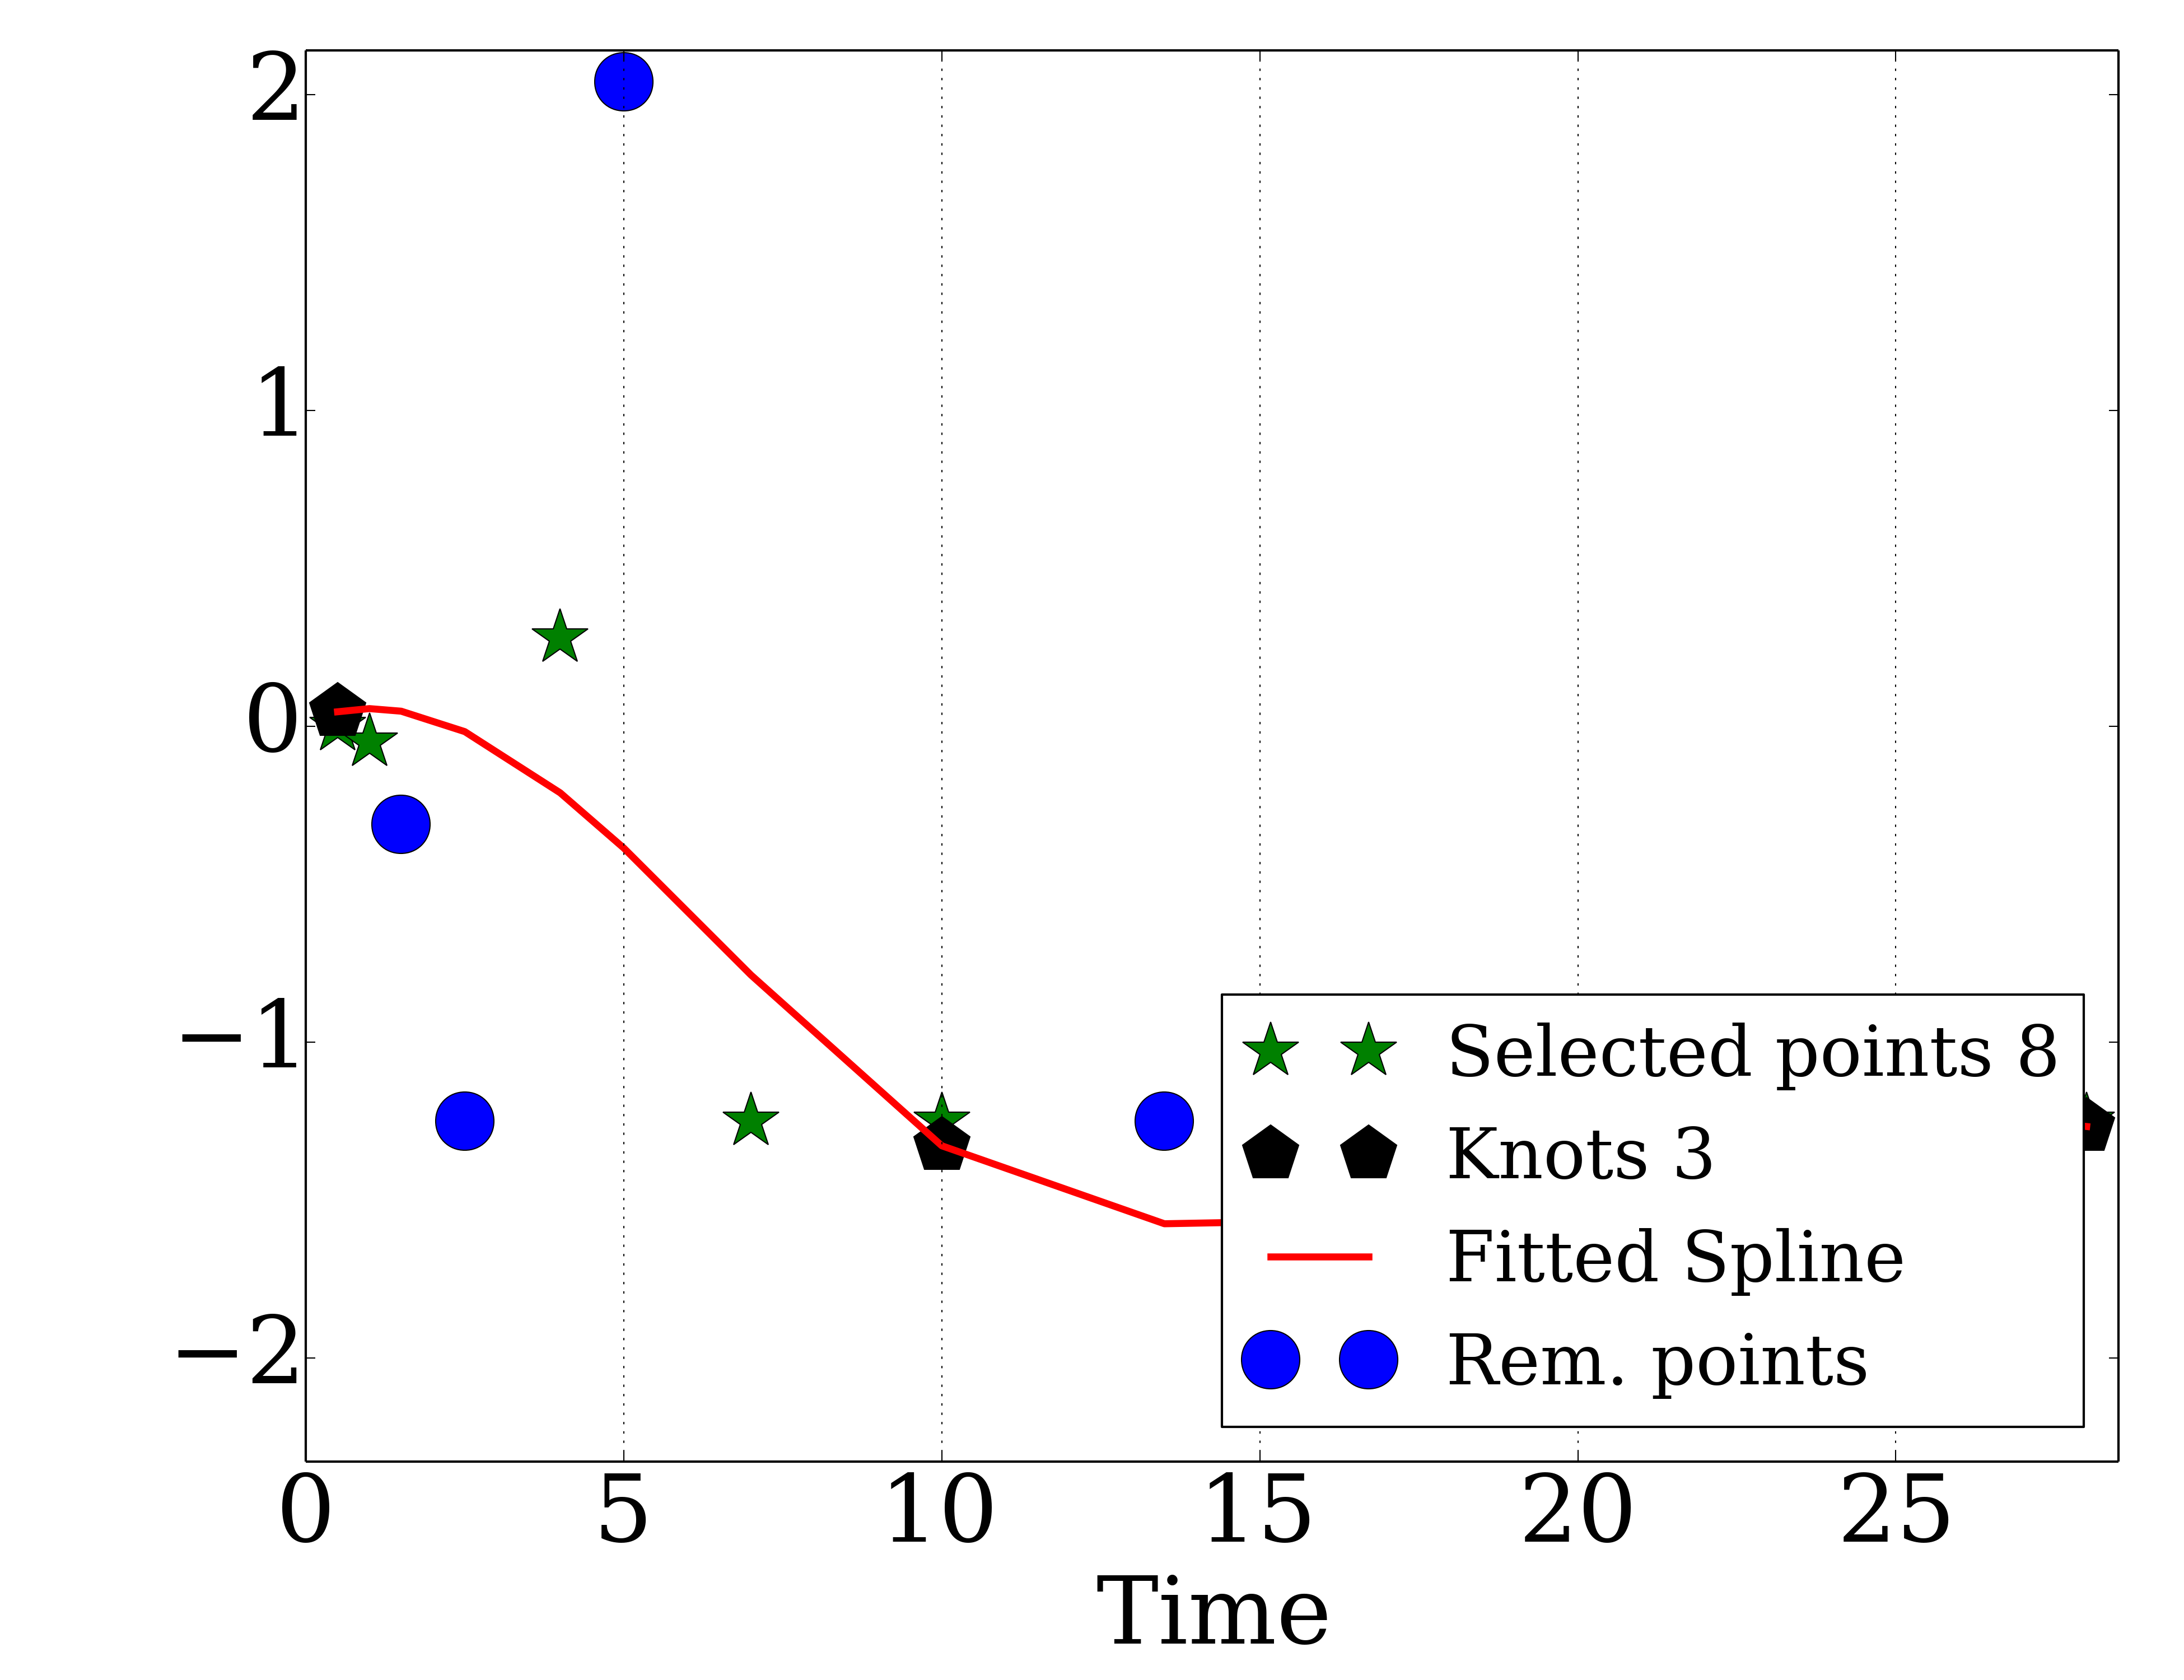 2
1
0
−1
−2
Selected points 8
Knots 3
Fitted Spline
Rem. points
0 5 10 15 20 25
Time